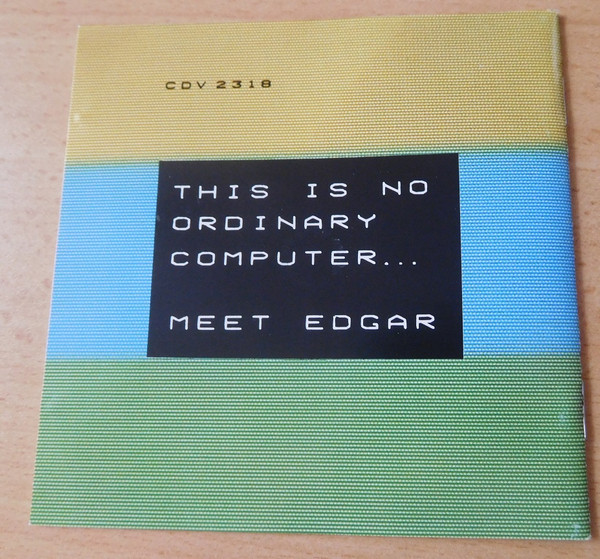 CDV 2318
THIS IS NO
ORDINARY
COMPUTER...
MEET EDGAR